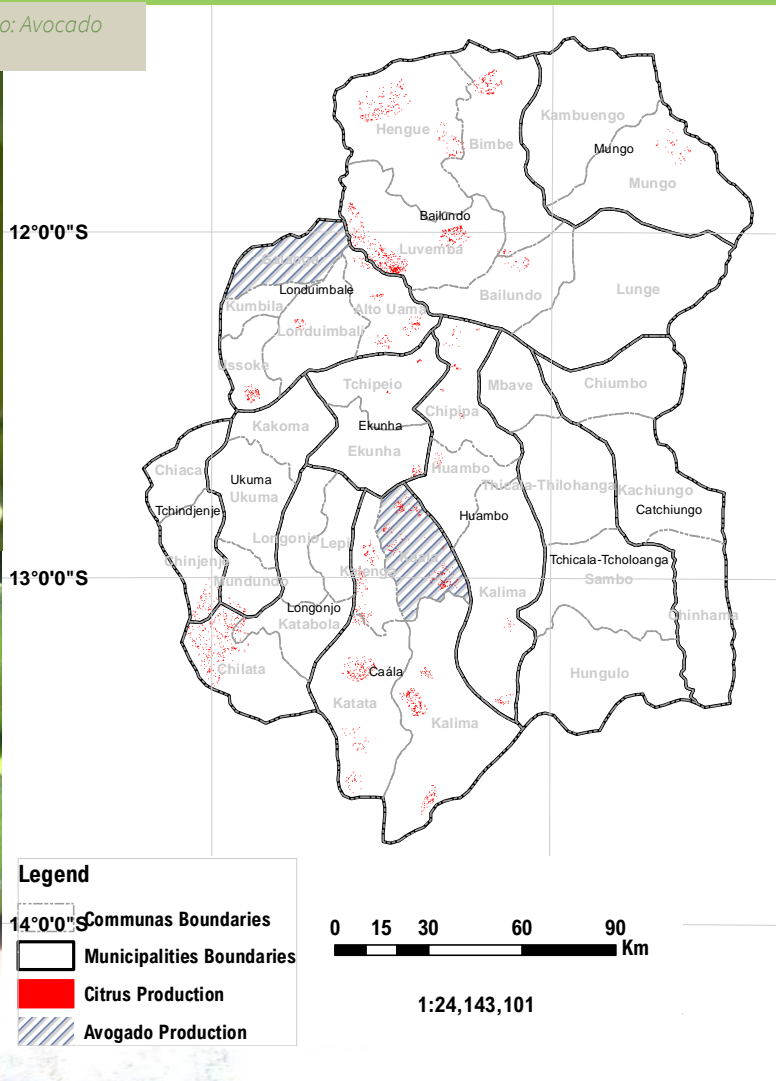 o: Avocado
Kambuengo
Hengue
Bimbe
Mungo
Mungo
Bailundo
12°0'0"S
Luvemba
Londuimbale
Lunge
Bailundo
Kumbila
Alto Uama
Londuimbali
Ussoke
Tchipeio
Mbave
Chiumbo
Chipipa
Kakoma
Ekunha
Ekunha
Chiaca
Huambo
Ukuma
Ukuma
Thicala-Thilohanga
Kachiungo
Tchindjenje
Huambo
Catchiungo
Longonjo
Lepi
Chinjenje
Kalenga
Tchicala-Tcholoanga
13°0'0"S
Mundundo
Sambo
Kalima
Longonjo
Katabola
Chinhama
Chilata
Caála
Hungulo
Katata
Kalima
Legend
14°0'0"S
Communas Boundaries
Municipalities Boundaries
Citrus Production
Avogado Production
0 15 30 60 90
Km
1:24,143,101